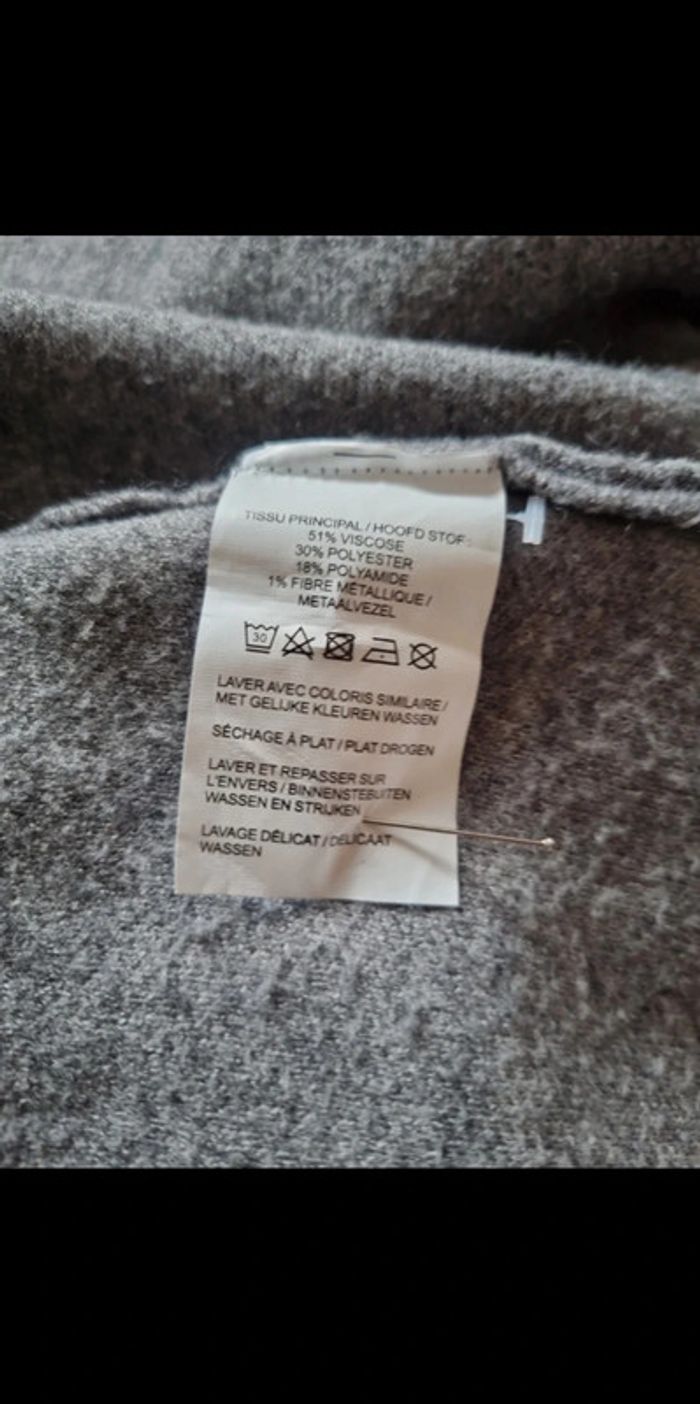 TISSU PRINCIPAL / HOOFD STOF :
51% VISCOSE
30% POLYESTER
18% POLYAMIDE
1% FIBRE MÉTALLIQUE /
METAALVEZEL
30
LAVER AVEC COLORIS SIMILAIRE /
MET GELIJKE KLEUREN WASSEN
SÉCHAGE À PLAT / PLAT DROGEN
LAVER ET REPASSER SUR
L'ENVERS / BINNENSTEBUITEN
WASSEN EN STRIJKEN
LAVAGE DÉLICAT / DELICAAT
WASSEN